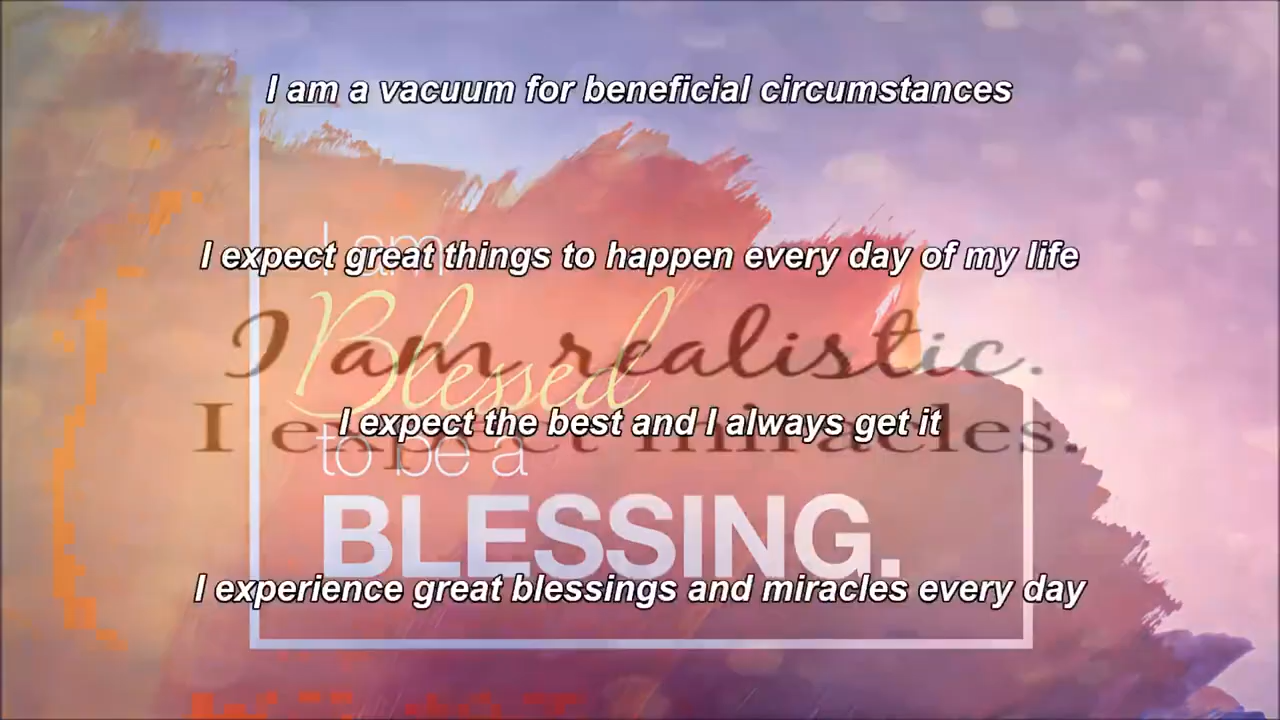 I am a vacuum for beneficial circumstances
I am
I expect great things to happen every day of my life
Blessed
I am realistic.
I expect the best and I always get it
I expect miracles.
to be a
BLESSING.
I experience great blessings and miracles every day